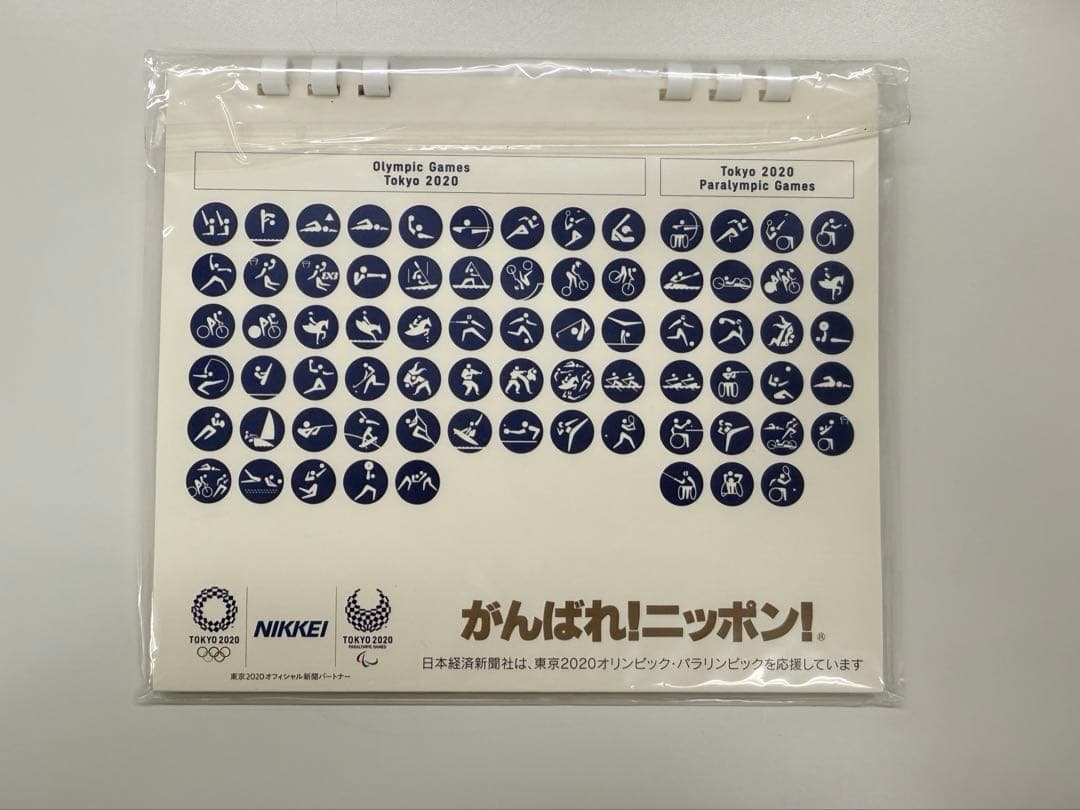 Olympic Games
Tokyo 2020
Tokyo 2020
Paralympic Games
3X3
TOKYO 2020
NIKKEI
TOKYO 2020
PARALYMPIC GAMES
東京2020オフィシャル新聞パートナー
がんばれ!ニッポン!®
日本経済新聞社は、東京2020オリンピック・パラリンピックを応援しています